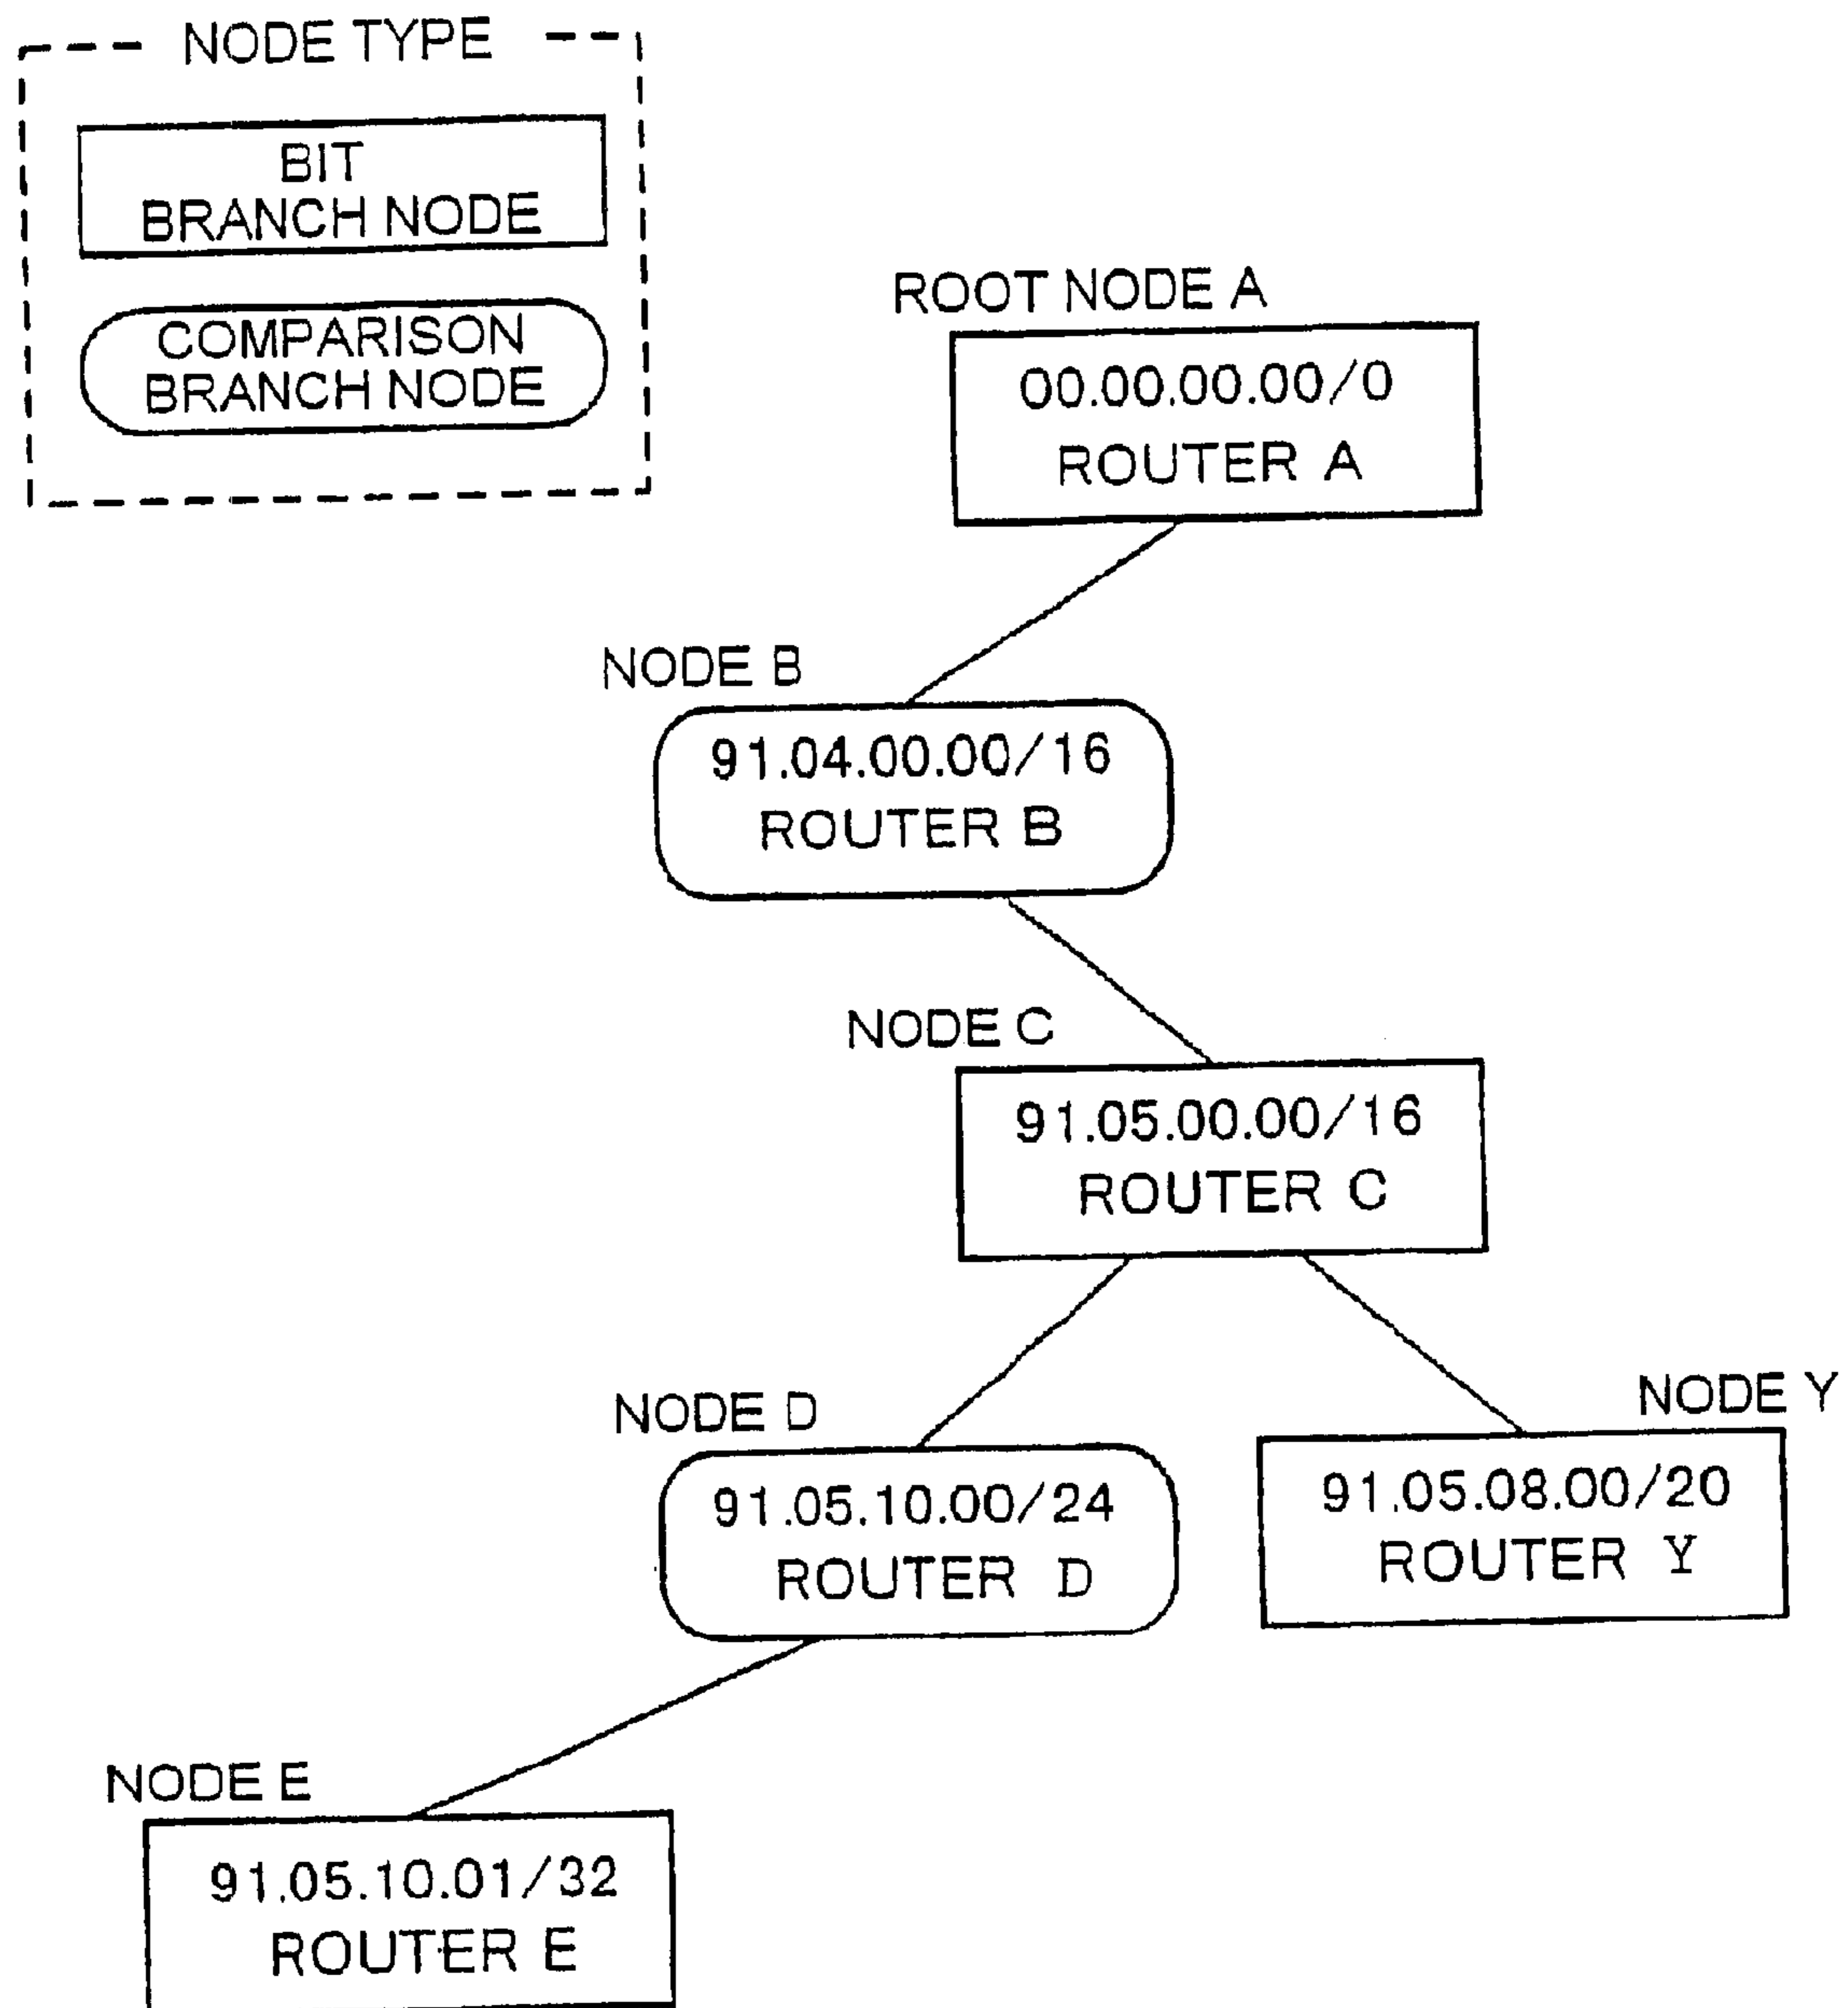 NODE TYPE
BIT
BRANCH NODE
COMPARISON
BRANCH NODE
ROOT NODE A
00.00.00.00/0
ROUTER A
NODE B
91.04.00.00/16
ROUTER B
NODE C
91.05.00.00/16
ROUTER C
NODE D
91.05.10.00/24
ROUTER D
NODE Y
91.05.08.00/20
ROUTER Y
NODE E
91.05.10.01/32
ROUTER E